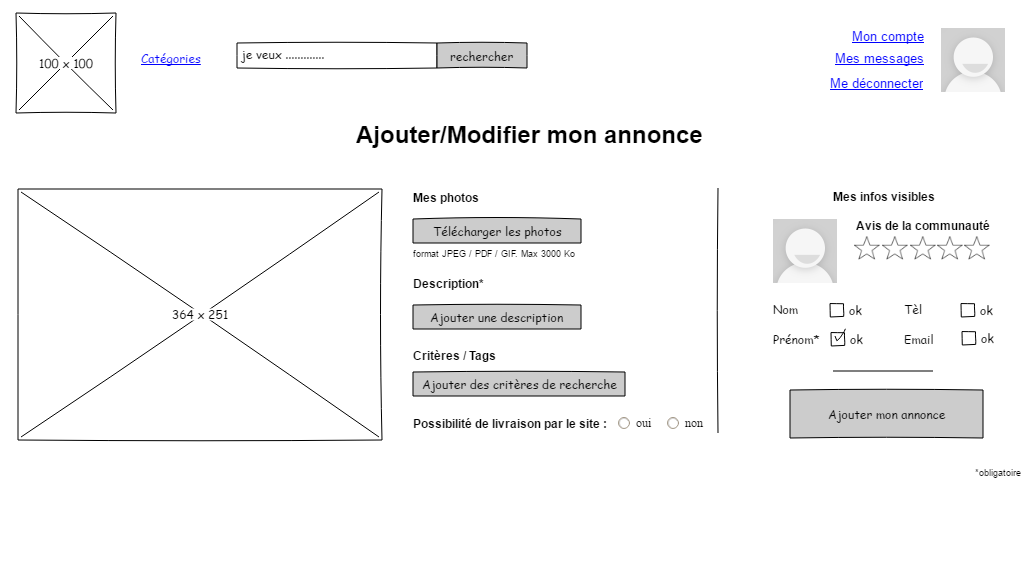 100 x 100
Catégories
je veux .............
rechercher
Mon compte
Mes messages
Me déconnecter
Ajouter/Modifier mon annonce
364 x 251
Mes photos
Télécharger les photos
format JPEG / PDF / GIF. Max 3000 Ko
Description*
Ajouter une description
Critères / Tags
Ajouter des critères de recherche
Possibilité de livraison par le site : oui non
Mes infos visibles
Avis de la communauté
Nom ok Tèl ok
Prénom* ok Email ok
Ajouter mon annonce
*obligatoire